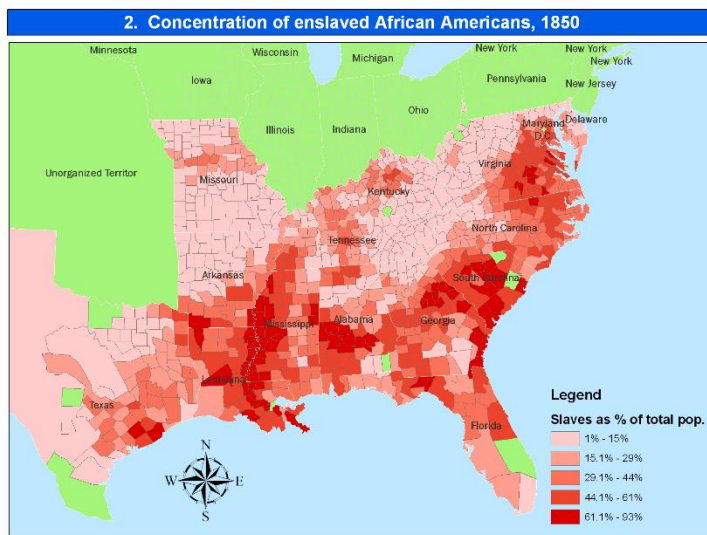 2. Concentration of enslaved African Americans, 1850
Minnesota
Wisconsin
Michigan
New York
New York
New York
Iowa
Pennsylvania
New Jersey
Ohio
Illinois
Indiana
Maryland
Delaware
D.C.
Unorganized Territor
Missouri
Virginia
Kentucky
North Carolina
Tennessee
Arkansas
South Carolina
Mississippi
Alabama
Georgia
Louisiana
Texas
Florida
N
W
E
S
Legend
Slaves as % of total pop.
1% - 15%
15.1% - 29%
29.1% - 44%
44.1% - 61%
61.1% - 93%